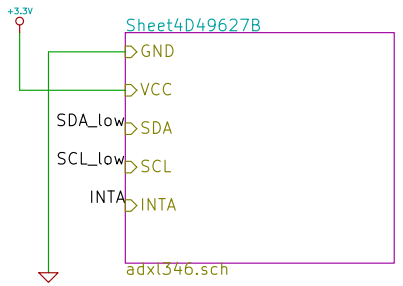 +3.3V
Sheet4D49627B
GND
VCC
SDA_low SDA
SCL_low SCL
INTA INTA
adxl346.sch